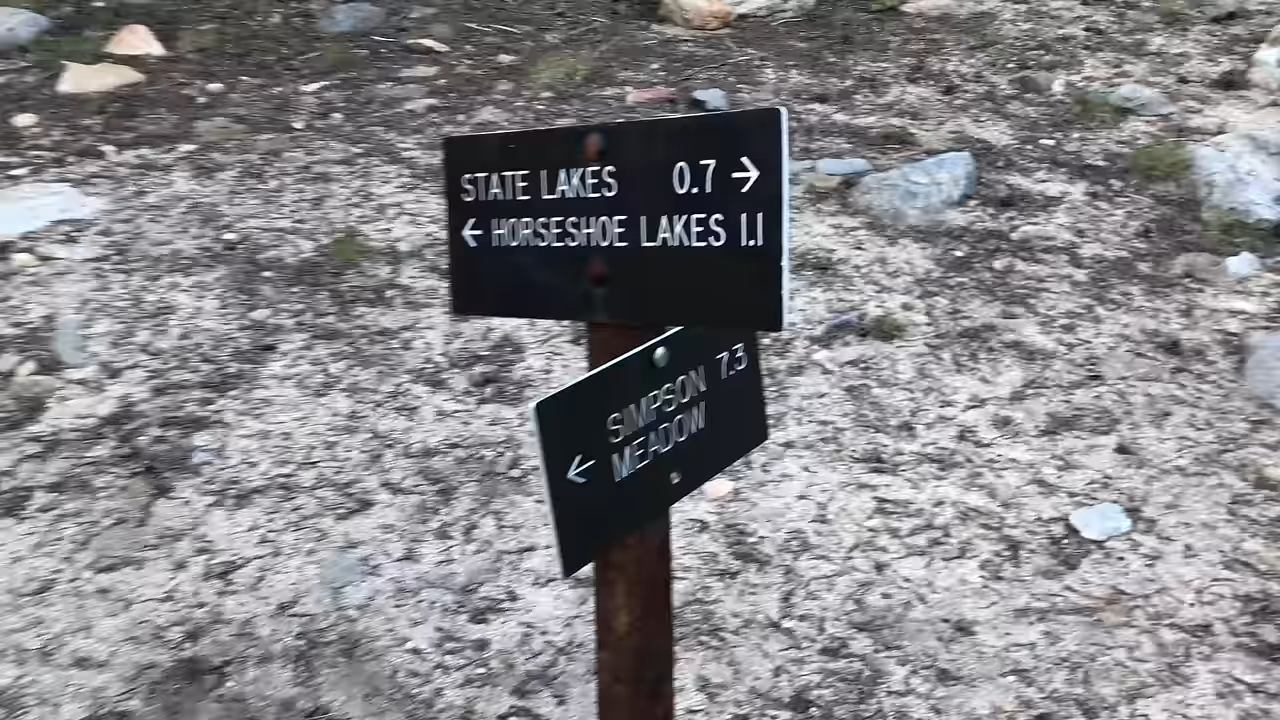 STATE LAKES 0.7 →
← HORSESHOE LAKES 1.1
SIMPSON 7.3
← MEADOW